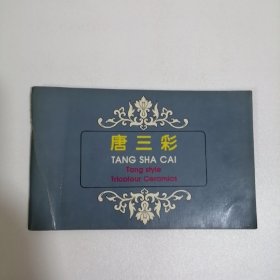 唐三彩
TANG SHA CAI
Tang style
Tricolour Ceramics